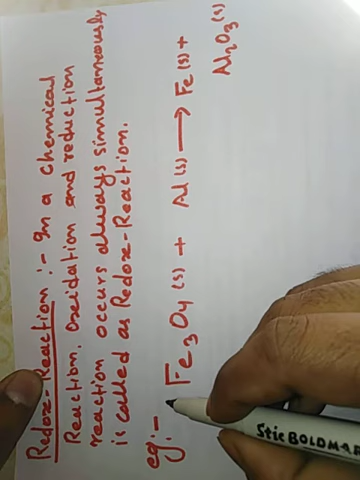 Redox-Reaction :- In a chemical
Reaction. Oxidation and reduction
reaction occurs always simultaneously
is called as Redox-Reaction.
eg:- Fe3O4 (s) + Al (s) → Fe (s) +
Al2O3 (s)
Stic BOLDMAR